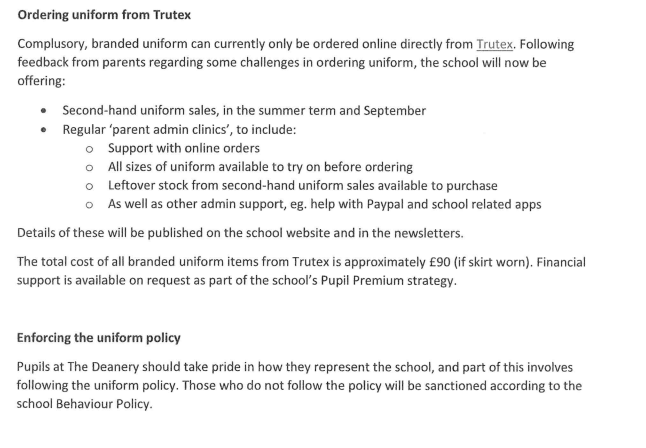 Ordering uniform from Trutex
Complusory, branded uniform can currently only be ordered online directly from Trutex. Following
feedback from parents regarding some challenges in ordering uniform, the school will now be
offering:
• Second-hand uniform sales, in the summer term and September
• Regular ‘parent admin clinics’, to include:
o Support with online orders
o All sizes of uniform available to try on before ordering
o Leftover stock from second-hand uniform sales available to purchase
o As well as other admin support, eg. help with Paypal and school related apps
Details of these will be published on the school website and in the newsletters.
The total cost of all branded uniform items from Trutex is approximately £90 (if skirt worn). Financial
support is available on request as part of the school’s Pupil Premium strategy.
Enforcing the uniform policy
Pupils at The Deanery should take pride in how they represent the school, and part of this involves
following the uniform policy. Those who do not follow the policy will be sanctioned according to the
school Behaviour Policy.